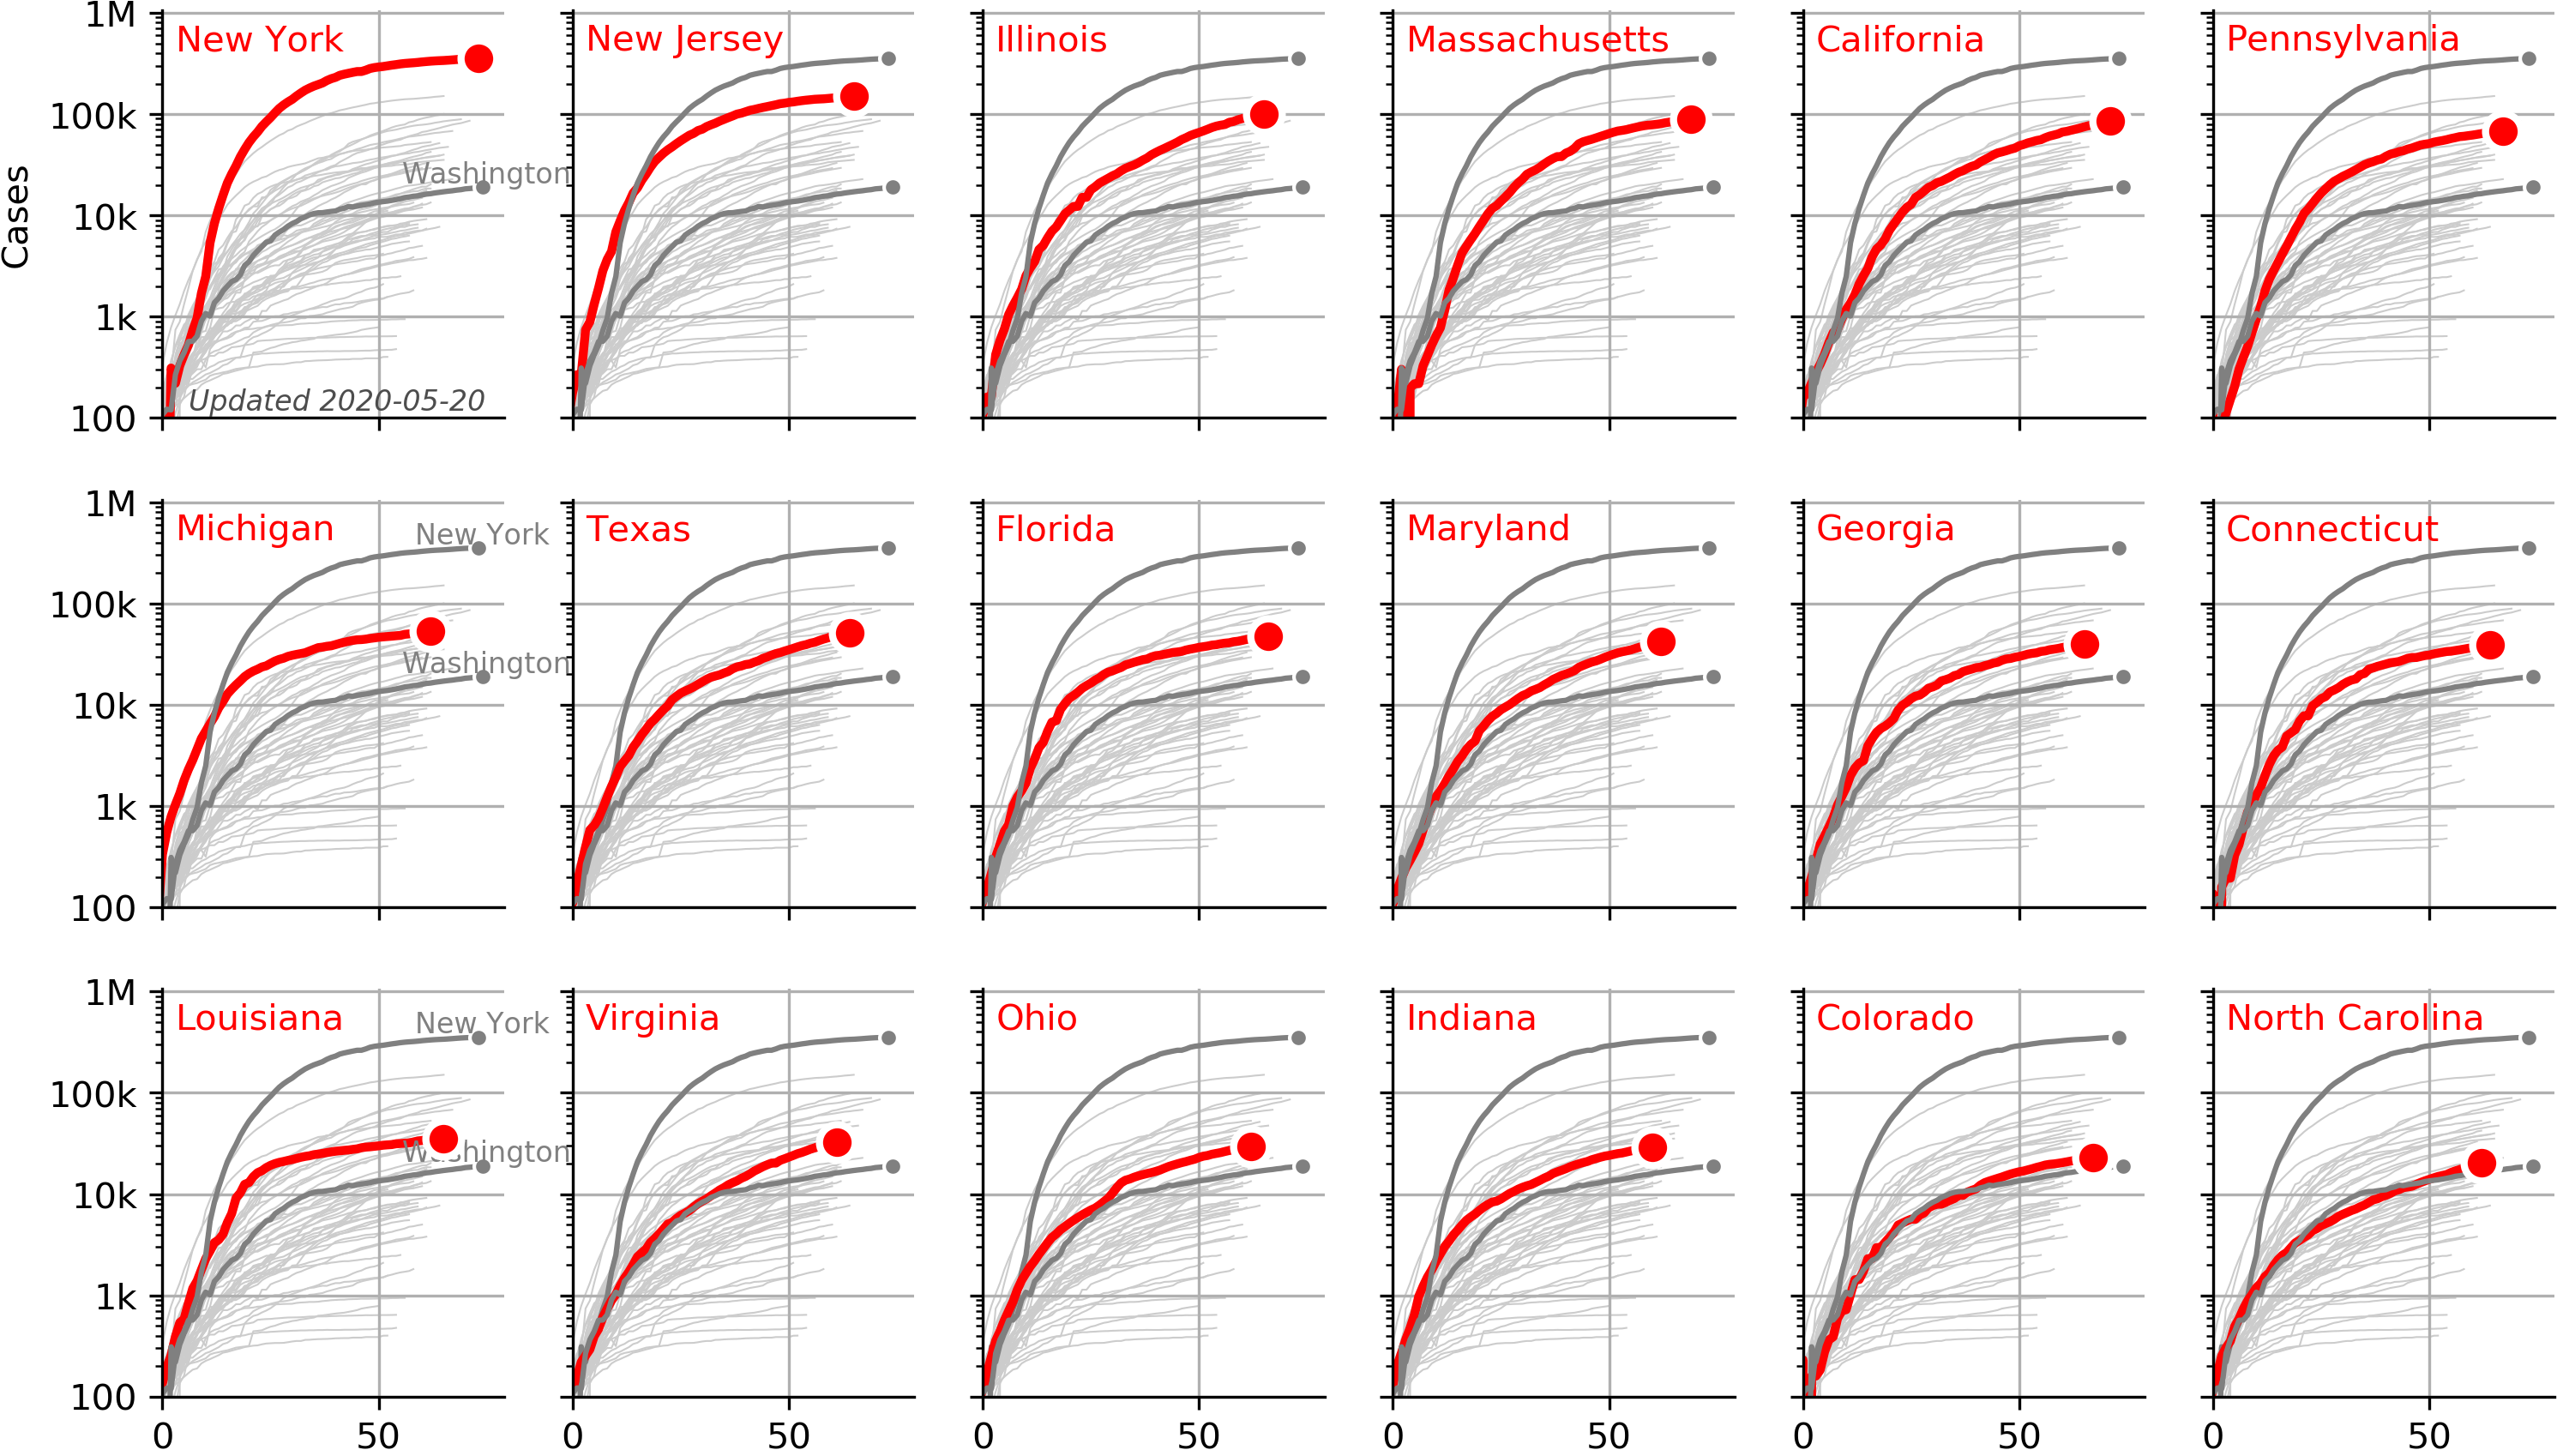 1M
New York
New Jersey
Illinois
Massachusetts
California
Pennsylvania
100k
Washington
Cases
10k
1k
Updated 2020-05-20
100
1M
Michigan
New York
Texas
Florida
Maryland
Georgia
Connecticut
100k
Washington
10k
1k
100
1M
Louisiana
New York
Virginia
Ohio
Indiana
Colorado
North Carolina
100k
Washington
10k
1k
100
0 50 0 50 0 50 0 50 0 50 0 50